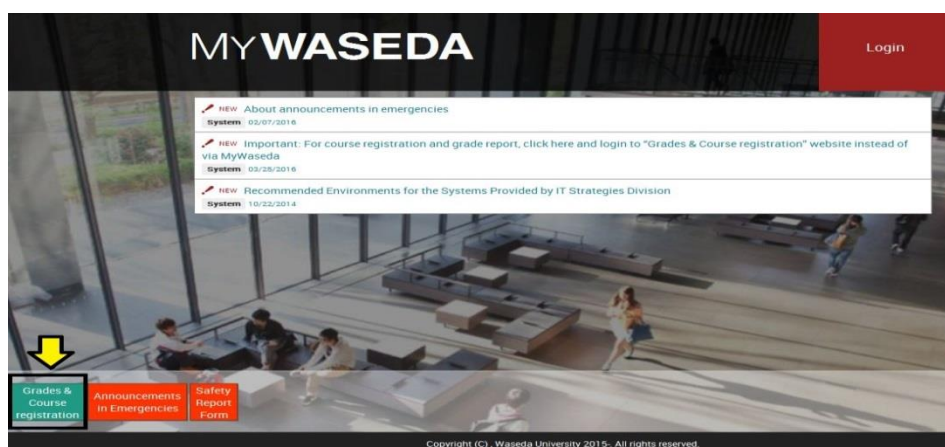 MYWASEDA
Login
NEW About announcements in emergencies
System 02/07/2016
NEW Important: For course registration and grade report, click here and login to "Grades & Course registration" website instead of
via MyWaseda
System 03/28/2016
NEW Recommended Environments for the Systems Provided by IT Strategies Division
System 10/22/2014
Grades &
Course
registration
Announcements
in Emergencies
Safety
Report
Form
Copyright (C) , Waseda University 2015-. All rights reserved.